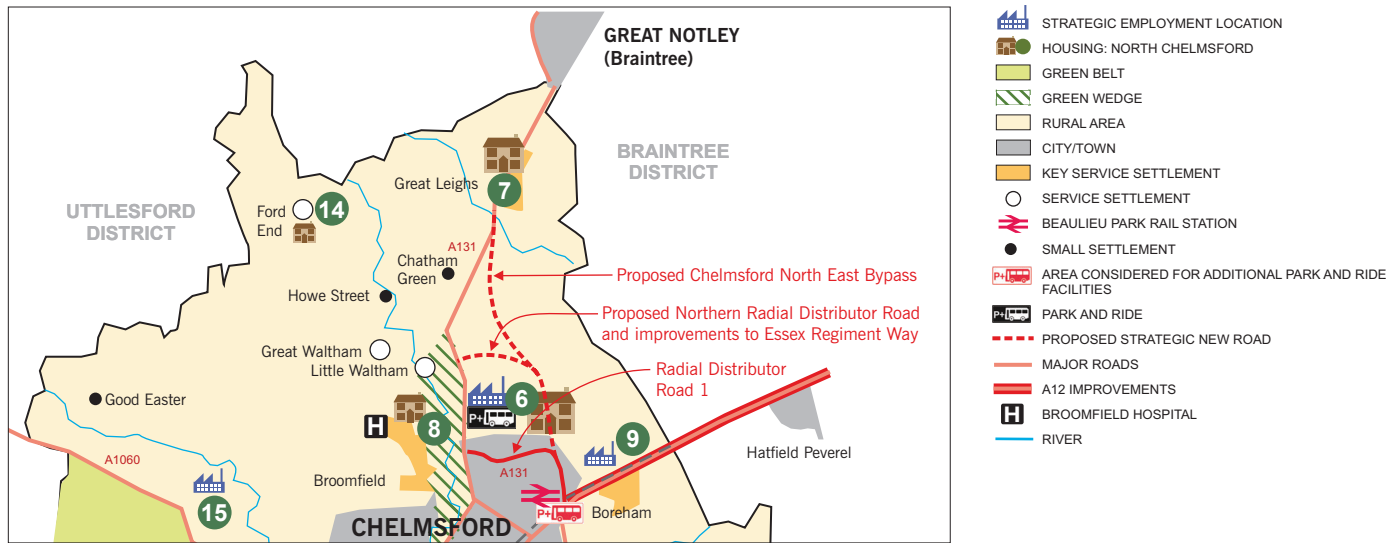 GREAT NOTLEY
(Braintree)
BRAINTREE
DISTRICT
UTTLESFORD
DISTRICT
Great Leighs
7
Ford
End
14
A131
Chatham
Green
Howe Street
Proposed Chelmsford North East Bypass
Proposed Northern Radial Distributor Road
and improvements to Essex Regiment Way
Great Waltham
Little Waltham
Radial Distributor
Road 1
Good Easter
6
P+
H
8
9
Hatfield Peverel
A1060
Broomfield
A131
15
P+
Boreham
CHELMSFORD
STRATEGIC EMPLOYMENT LOCATION
HOUSING: NORTH CHELMSFORD
GREEN BELT
GREEN WEDGE
RURAL AREA
CITY/TOWN
KEY SERVICE SETTLEMENT
SERVICE SETTLEMENT
BEAULIEU PARK RAIL STATION
SMALL SETTLEMENT
P+
AREA CONSIDERED FOR ADDITIONAL PARK AND RIDE
FACILITIES
P+
PARK AND RIDE
PROPOSED STRATEGIC NEW ROAD
MAJOR ROADS
A12 IMPROVEMENTS
H
BROOMFIELD HOSPITAL
RIVER